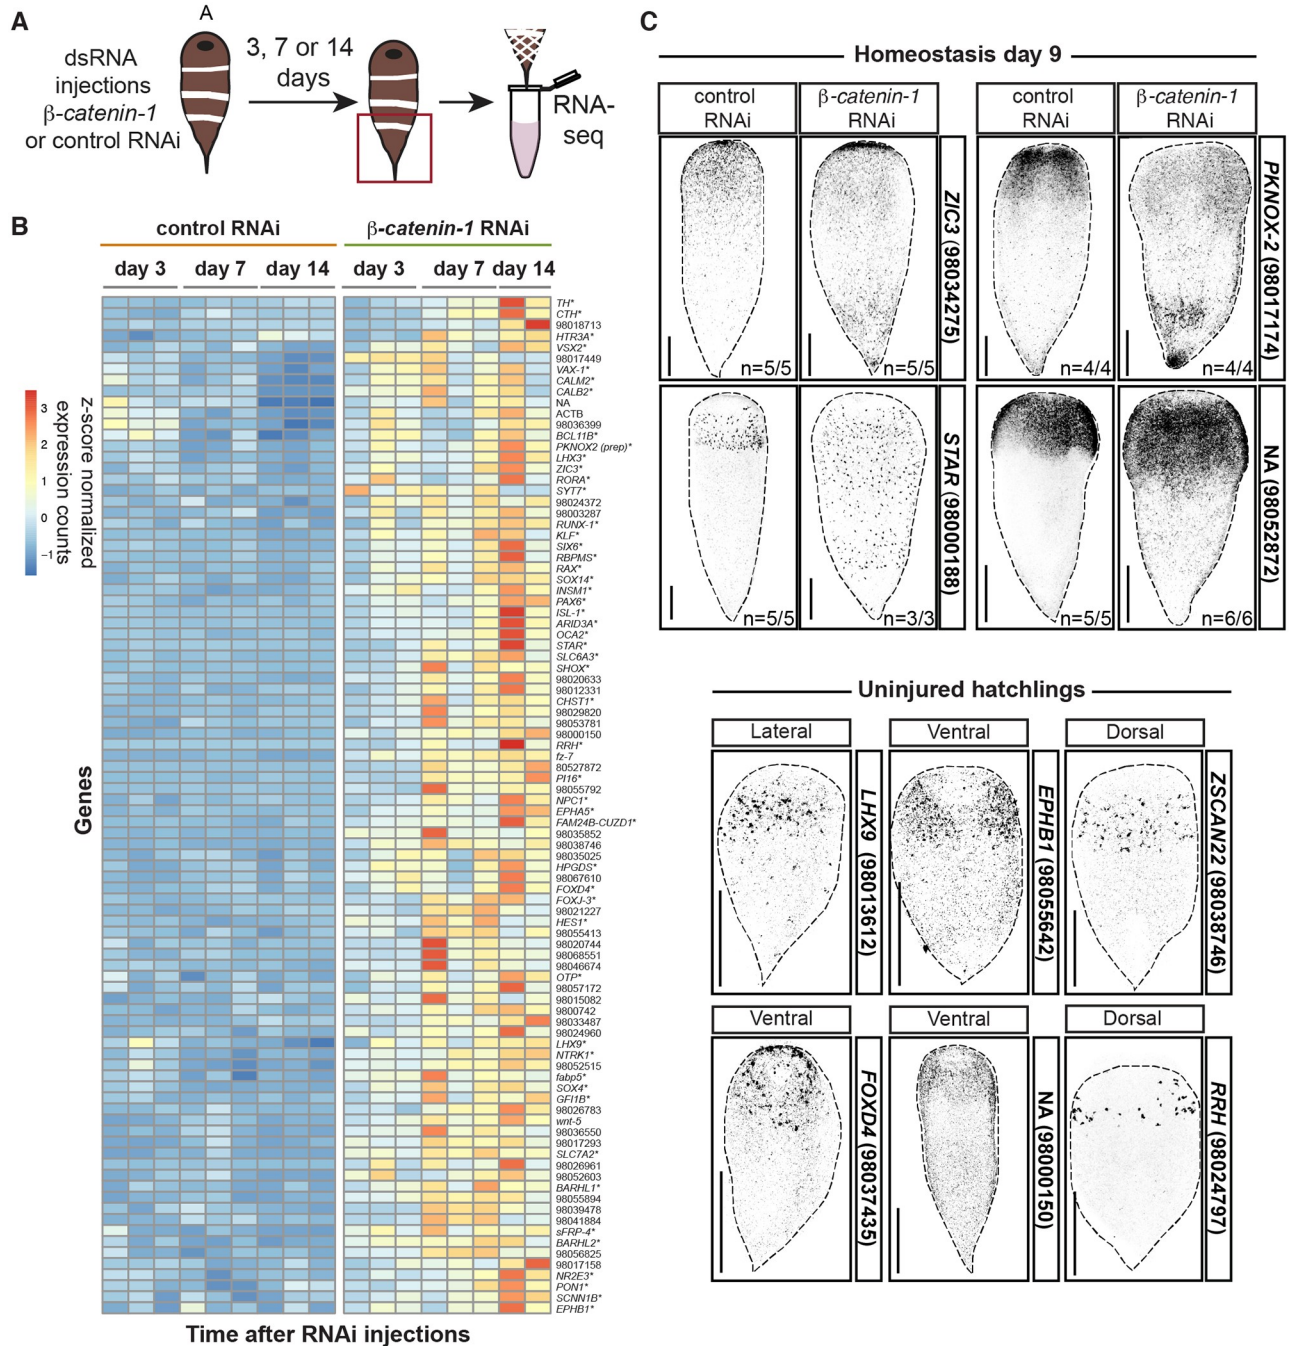 A
A
dsRNA
injections
β-catenin-1
or control RNAi
3, 7 or 14
days
RNA-
seq
B
control RNAi
β-catenin-1 RNAi
day 3
day 7
day 14
day 3
day 7
day 14
z-score normalized
expression counts
3
2
1
0
−1
Genes
TH*
CTH*
98018713
HTR3A*
VSX2*
98017449
VAX-1*
CALM2*
CALB2*
NA
ACTB
98036399
BCL11B*
PKNOX2 (prep)*
LHX3*
ZIC3*
RORA*
SYT7*
98024372
98003287
RUNX-1*
KLF*
SIX6*
RBPMS*
RAX*
SOX14*
INSM1*
PAX6*
ISL-1*
ARID3A*
OCA2*
STAR*
SLC6A3*
SHOX*
98020633
98012331
CHST1*
98029820
98053781
98000150
RRH*
fz-7
80527872
PI16*
98055792
NPC1*
EPHA5*
FAM24B-CUZD1*
98035852
98038746
98035025
HPGDS*
98067610
FOXD4*
FOXJ-3*
98021227
HES1*
98055413
98020744
98068551
98046674
OTP*
98057172
98015082
9800742
98033487
98024960
LHX9*
NTRK1*
98052515
fabp5*
SOX4*
GFI1B*
98026783
wnt-5
98036550
98017293
SLC7A2*
98026961
98052603
BARHL1*
98055894
98039478
98041884
sFRP-4*
BARHL2*
98056825
98017158
NR2E3*
PON1*
SCNN1B*
EPHB1*
Time after RNAi injections
C
Homeostasis day 9
control
RNAi
β-catenin-1
RNAi
control
RNAi
β-catenin-1
RNAi
n=5/5
n=5/5
ZIC3 (98034275)
n=4/4
n=4/4
PKNOX-2 (98017174)
n=5/5
n=3/3
STAR (98000188)
n=5/5
n=6/6
NA (98052872)
Uninjured hatchlings
Lateral
Ventral
Dorsal
LHX9 (98013612)
EPHB1 (98055642)
ZSCAN22 (98038746)
Ventral
Ventral
Dorsal
FOXD4 (98037435)
NA (98000150)
RRH (98024797)